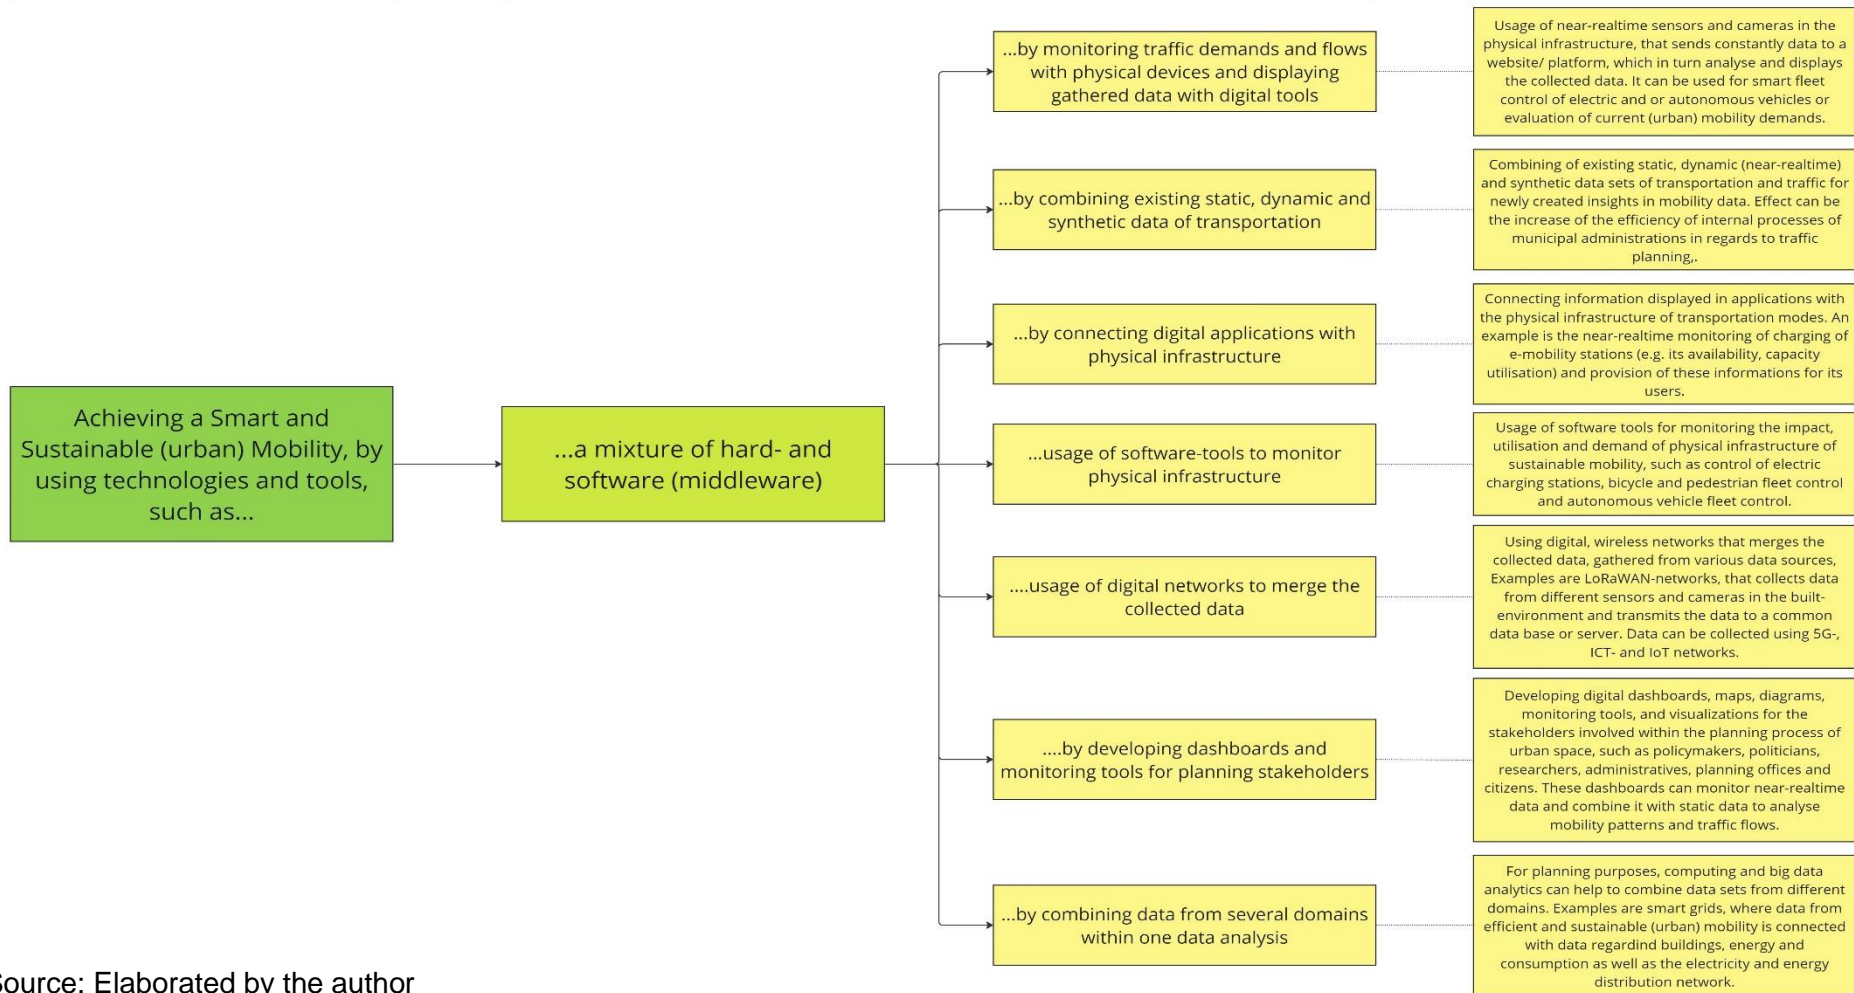 Achieving a Smart and
Sustainable (urban) Mobility, by
using technologies and tools,
such as...
...a mixture of hard- and
software (middleware)
...by monitoring traffic demands and flows
with physical devices and displaying
gathered data with digital tools
Usage of near-realtime sensors and cameras in the
physical infrastructure, that sends constantly data to a
website/ platform, which in turn analyse and displays
the collected data. It can be used for smart fleet
control of electric and or autonomous vehicles or
evaluation of current (urban) mobility demands.
...by combining existing static, dynamic and
synthetic data of transportation
Combining of existing static, dynamic (near-realtime)
and synthetic data sets of transportation and traffic for
newly created insights in mobility data. Effect can be
the increase of the efficiency of internal processes of
municipal administrations in regards to traffic
planning,.
...by connecting digital applications with
physical infrastructure
Connecting information displayed in applications with
the physical infrastructure of transportation modes. An
example is the near-realtime monitoring of charging of
e-mobility stations (e.g. its availability, capacity
utilisation) and provision of these informations for its
users.
...usage of software-tools to monitor
physical infrastructure
Usage of software tools for monitoring the impact,
utilisation and demand of physical infrastructure of
sustainable mobility, such as control of electric
charging stations, bicycle and pedestrian fleet control
and autonomous vehicle fleet control.
....usage of digital networks to merge the
collected data
Using digital, wireless networks that merges the
collected data, gathered from various data sources,
Examples are LoRaWAN-networks, that collects data
from different sensors and cameras in the built-
environment and transmits the data to a common
data base or server. Data can be collected using 5G-,
ICT- and IoT networks.
....by developing dashboards and
monitoring tools for planning stakeholders
Developing digital dashboards, maps, diagrams,
monitoring tools, and visualizations for the
stakeholders involved within the planning process of
urban space, such as policymakers, politicians,
researchers, administratives, planning offices and
citizens. These dashboards can monitor near-realtime
data and combine it with static data to analyse
mobility patterns and traffic flows.
...by combining data from several domains
within one data analysis
For planning purposes, computing and big data
analytics can help to combine data sets from different
domains. Examples are smart grids, where data from
efficient and sustainable (urban) mobility is connected
with data regardind buildings, energy and
consumption as well as the electricity and energy
distribution network.
Source: Elaborated by the author